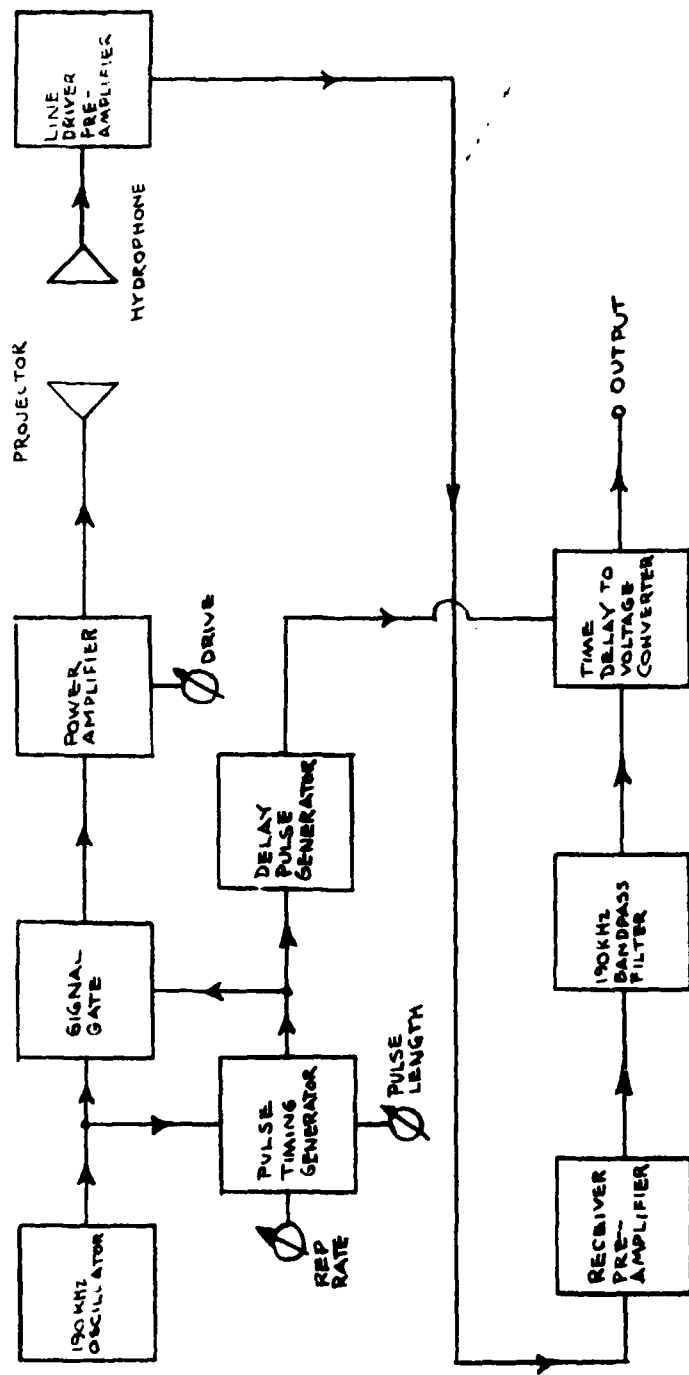 190KHZ
OSCILLATOR
SIGNAL
GATE
POWER
AMPLIFIER
DRIVE
PROJECTOR
HYDROPHONE
LINE
DRIVER
PRE-
AMPLIFIER
REP
RATE
PULSE
TIMING
GENERATOR
PULSE
LENGTH
DELAY
PULSE
GENERATOR
RECEIVER
PRE-
AMPLIFIER
190KHZ
BANDPASS
FILTER
TIME
DELAY TO
VOLTAGE
CONVERTER
OUTPUT